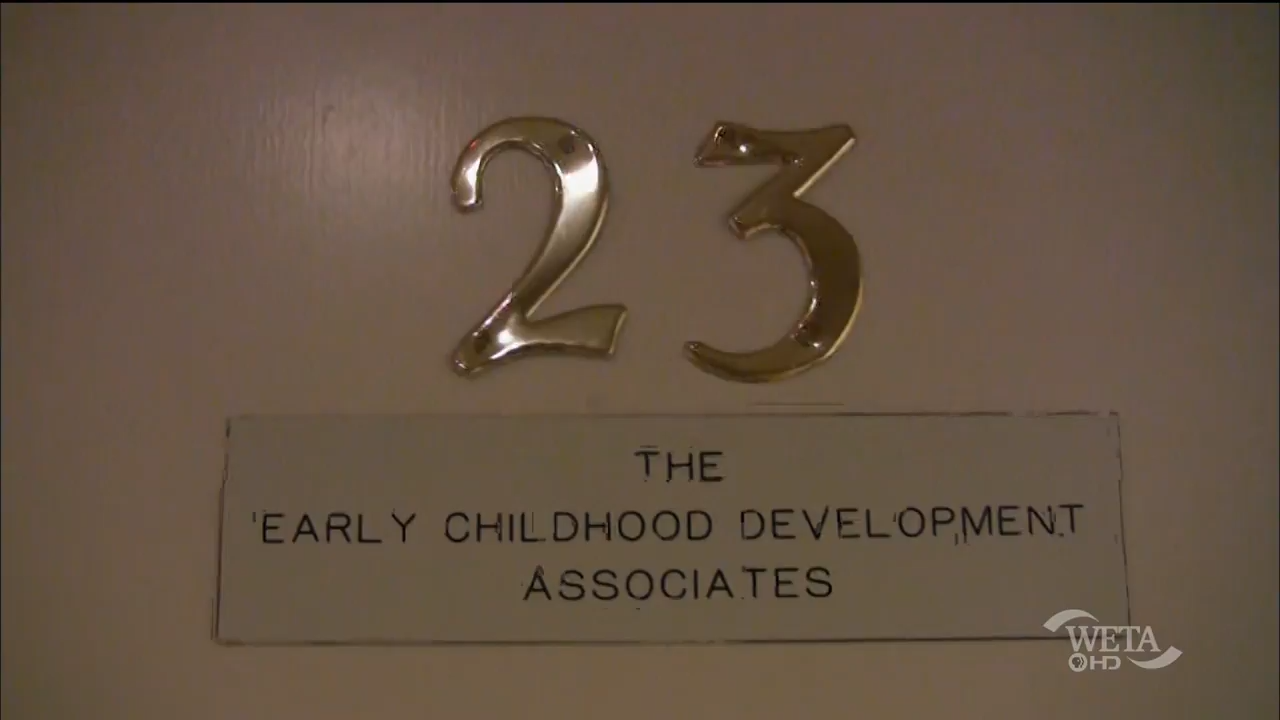 23
THE
EARLY CHILDHOOD DEVELOPMENT
ASSOCIATES
WETA
HD